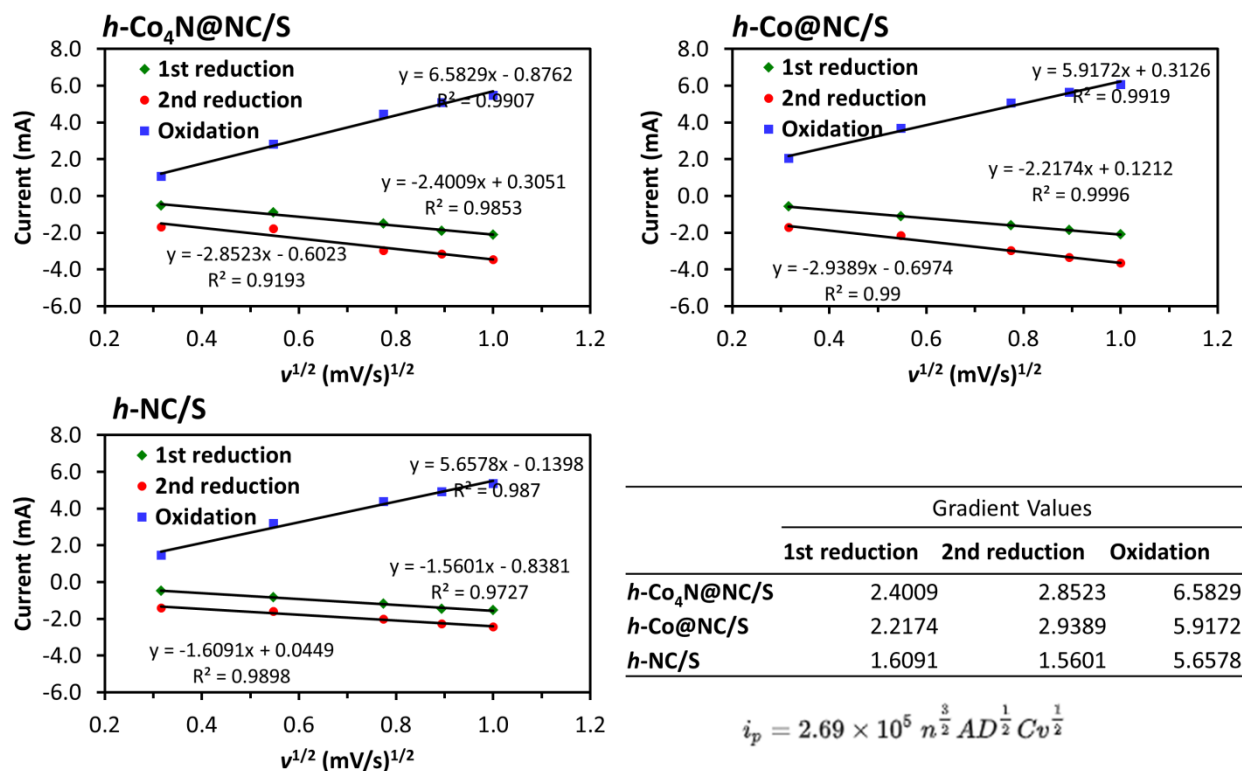 h-Co₄N@NC/S
8.0
6.0
4.0
2.0
0.0
-2.0
-4.0
-6.0
Current (mA)
1st reduction
2nd reduction
Oxidation
y = 6.5829x - 0.8762
R² = 0.9907
y = -2.4009x + 0.3051
R² = 0.9853
y = -2.8523x - 0.6023
R² = 0.9193
0.2 0.4 0.6 0.8 1.0 1.2
v¹/² (mV/s)¹/²
h-Co@NC/S
8.0
6.0
4.0
2.0
0.0
-2.0
-4.0
-6.0
Current (mA)
1st reduction
2nd reduction
Oxidation
y = 5.9172x + 0.3126
R² = 0.9919
y = -2.2174x + 0.1212
R² = 0.9996
y = -2.9389x - 0.6974
R² = 0.99
0.2 0.4 0.6 0.8 1.0 1.2
v¹/² (mV/s)¹/²
h-NC/S
8.0
6.0
4.0
2.0
0.0
-2.0
-4.0
-6.0
Current (mA)
1st reduction
2nd reduction
Oxidation
y = 5.6578x - 0.1398
R² = 0.987
y = -1.5601x - 0.8381
R² = 0.9727
y = -1.6091x + 0.0449
R² = 0.9898
0.2 0.4 0.6 0.8 1.0 1.2
v¹/² (mV/s)¹/²
Gradient Values
1st reduction 2nd reduction Oxidation
h-Co₄N@NC/S 2.4009 2.8523 6.5829
h-Co@NC/S 2.2174 2.9389 5.9172
h-NC/S 1.6091 1.5601 5.6578
iₚ = 2.69 × 10⁵ n³/² AD¹/² Cv¹/²